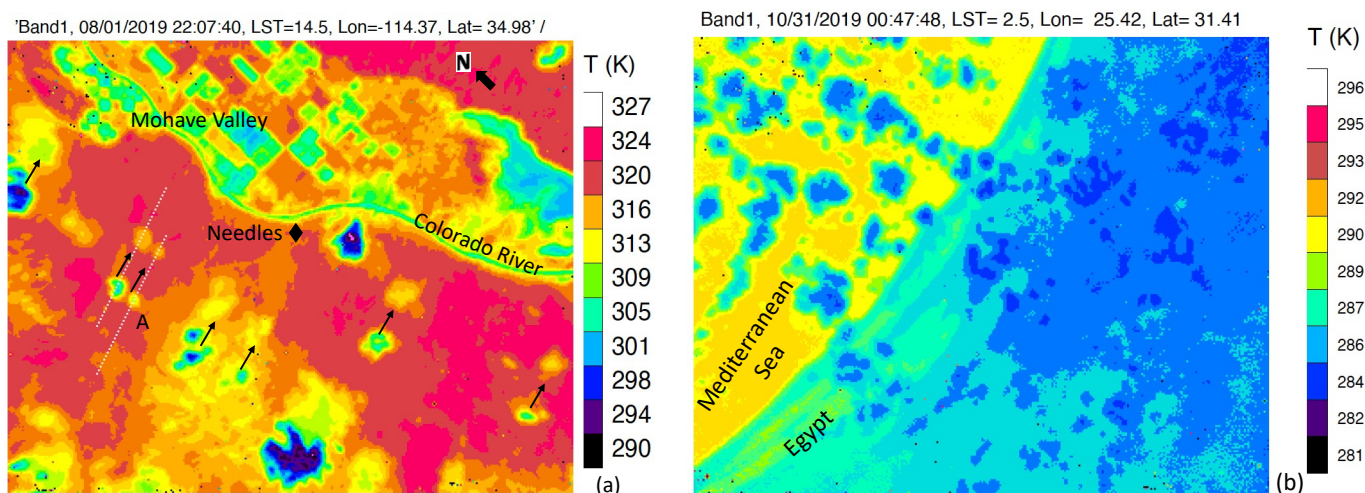 'Band1, 08/01/2019 22:07:40, LST=14.5, Lon=-114.37, Lat= 34.98' /
N
T (K)
327
324
320
316
313
309
305
301
298
294
290
Mohave Valley
Needles
Colorado River
A
(a)
Band1, 10/31/2019 00:47:48, LST= 2.5, Lon= 25.42, Lat= 31.41
T (K)
296
295
293
292
290
289
287
286
284
282
281
Mediterranean
Sea
Egypt
(b)